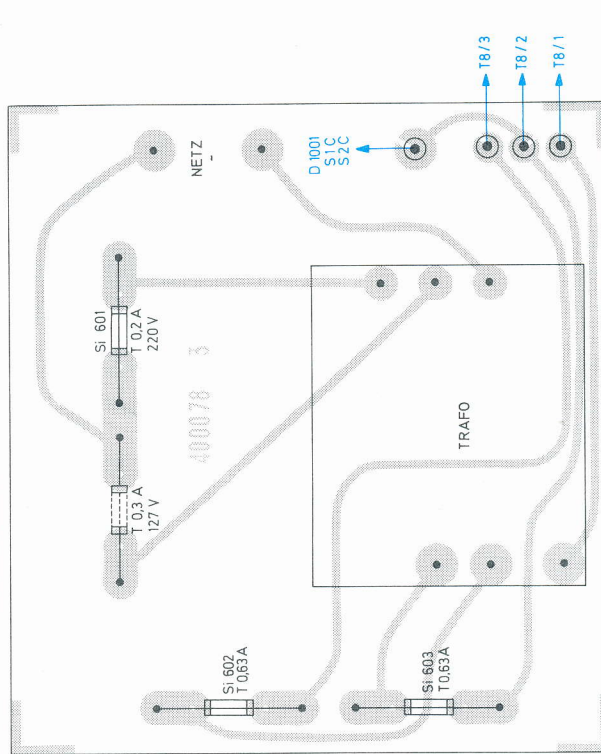 Si 601
T 0,2 A
220 V
T 0,3 A
127 V
400078 3
NETZ
-
D 1001
S1C
S2C
T8/3
T8/2
T8/1
TRAFO
Si 602
T 0,63 A
Si 603
T 0,63 A